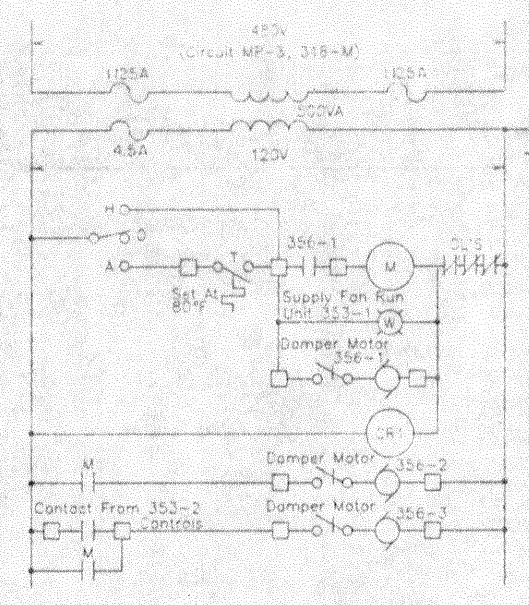 480V
(Circuit MP-3, 318-M)
1.125A
1.125A
500VA
4.5A
120V
H
O
356-1
OL'S
A
T
M
Set At
80°F
Supply Fan Run
Unit 353-1
W
Damper Motor
356-1
CR1
M
Damper Motor
356-2
Contact From 353-2
Controls
Damper Motor
356-3
M